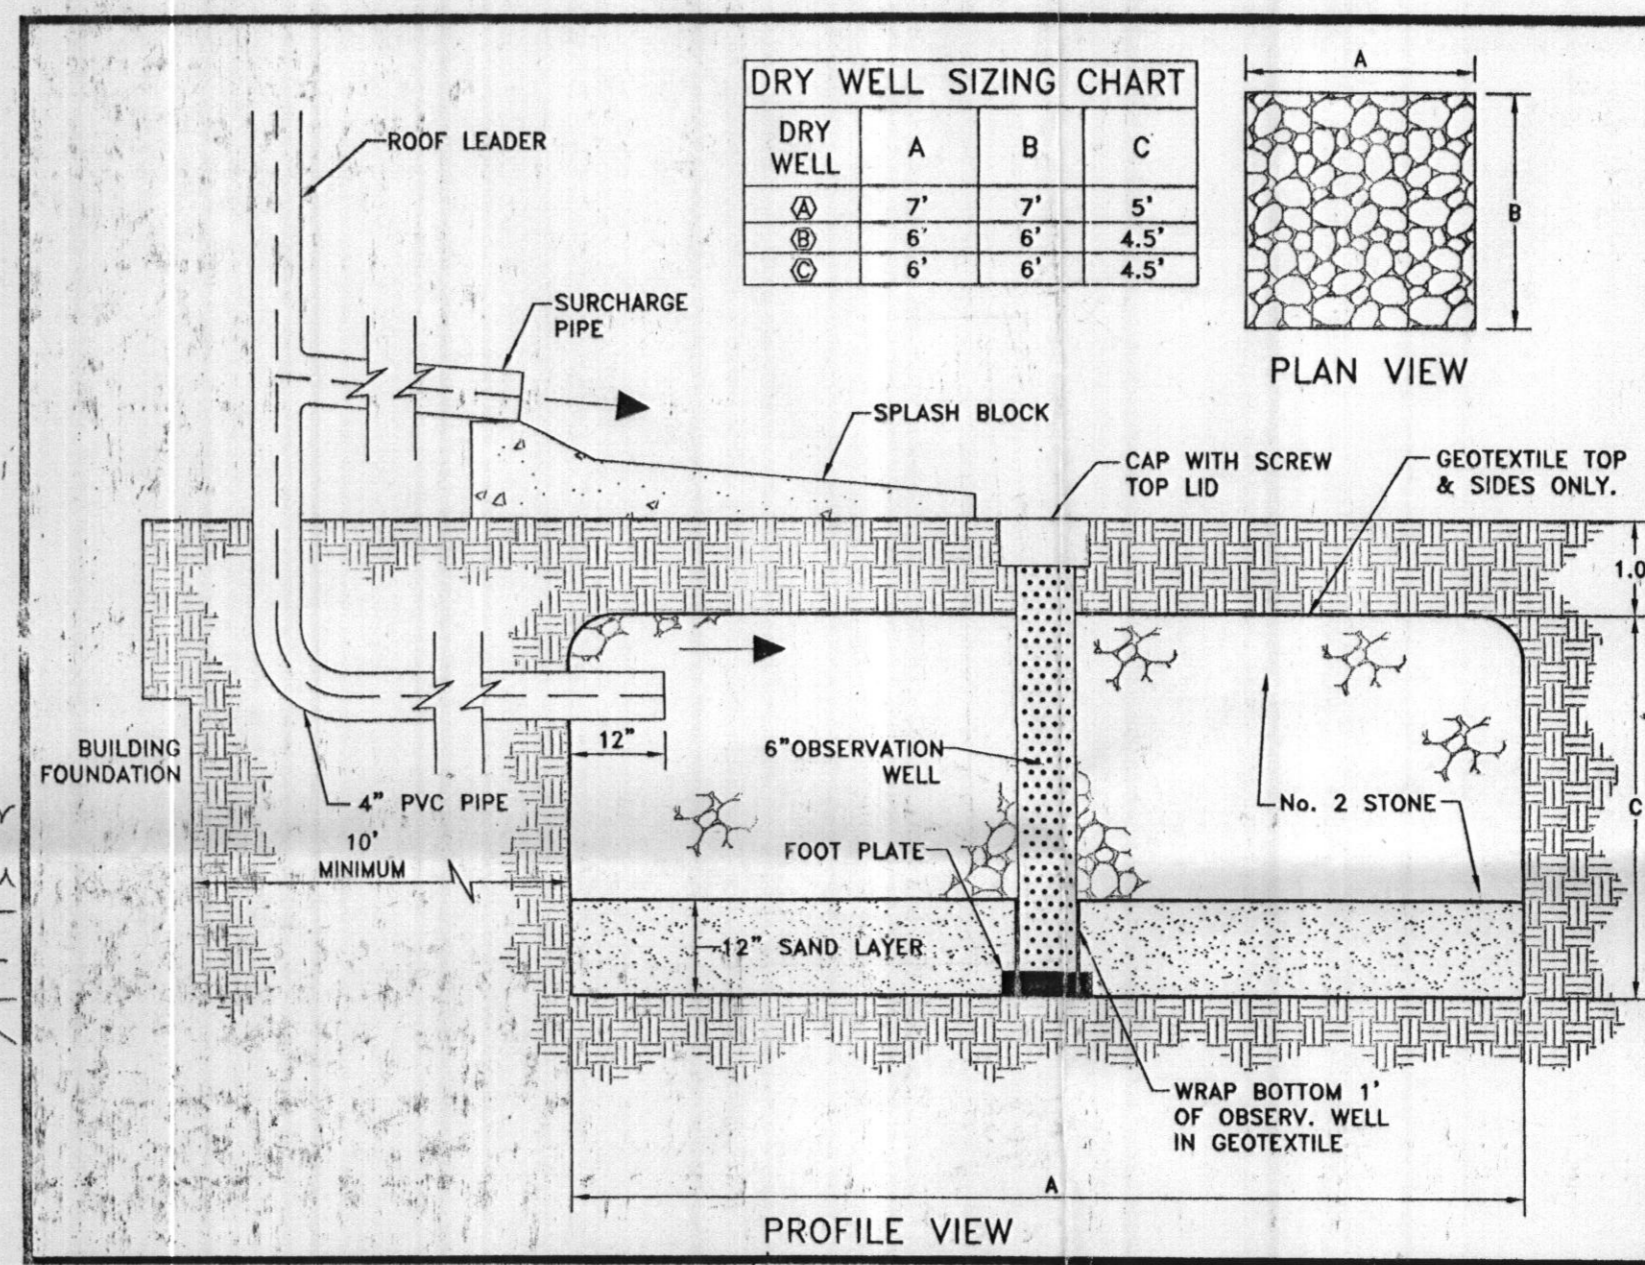 DRY WELL SIZING CHART
DRY WELL A B C
A 7' 7' 5'
B 6' 6' 4.5'
C 6' 6' 4.5'
A
B
PLAN VIEW
ROOF LEADER
SURCHARGE
PIPE
SPLASH BLOCK
CAP WITH SCREW
TOP LID
GEOTEXTILE TOP
& SIDES ONLY.
1.0
BUILDING
FOUNDATION
4" PVC PIPE
10'
MINIMUM
12"
6" OBSERVATION
WELL
No. 2 STONE
C
FOOT PLATE
12" SAND LAYER
WRAP BOTTOM 1'
OF OBSERV. WELL
IN GEOTEXTILE
A
PROFILE VIEW